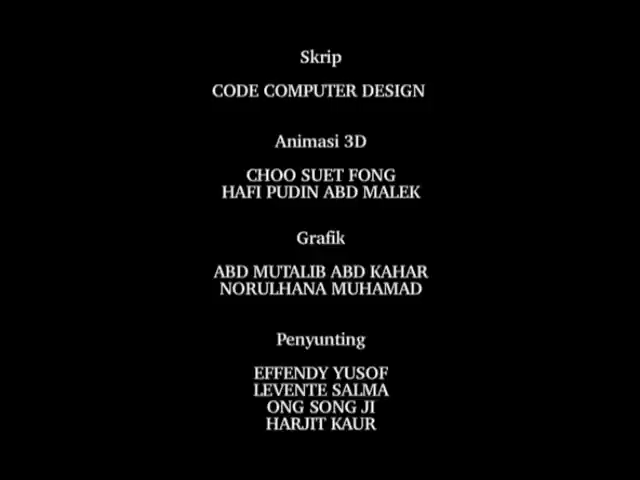 Skrip
CODE COMPUTER DESIGN
Animasi 3D
CHOO SUET FONG
HAFI PUDIN ABD MALEK
Grafik
ABD MUTALIB ABD KAHAR
NORULHANA MUHAMAD
Penyunting
EFFENDY YUSOF
LEVENTE SALMA
ONG SONG JI
HARJIT KAUR